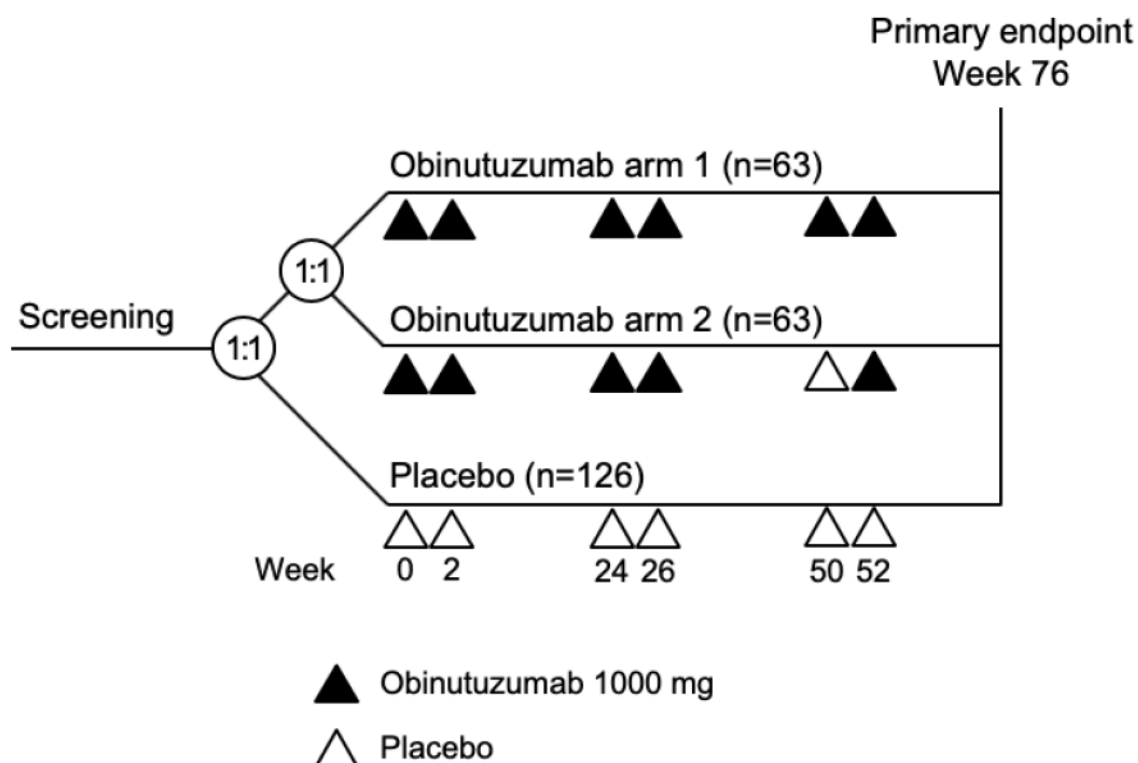 Primary endpoint
Week 76
Obinutuzumab arm 1 (n=63)
1:1
Screening
Obinutuzumab arm 2 (n=63)
1:1
Placebo (n=126)
Week 0 2 24 26 50 52
Obinutuzumab 1000 mg
Placebo